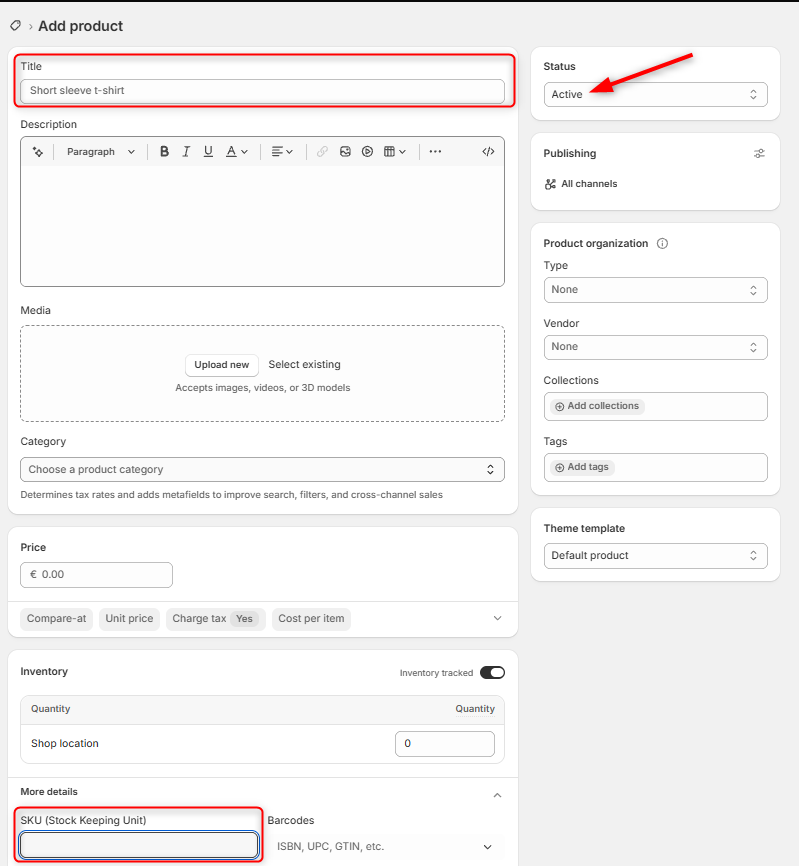 Add product
Title
Short sleeve t-shirt
Description
Paragraph
B I U A
Media
Upload new Select existing
Accepts images, videos, or 3D models
Category
Choose a product category
Determines tax rates and adds metafields to improve search, filters, and cross-channel sales
Price
€ 0.00
Compare-at Unit price Charge tax Yes Cost per item
Inventory Inventory tracked
Quantity Quantity
Shop location 0
More details
SKU (Stock Keeping Unit) Barcodes
ISBN, UPC, GTIN, etc.
Status
Active
Publishing
All channels
Product organization
Type
None
Vendor
None
Collections
Add collections
Tags
Add tags
Theme template
Default product